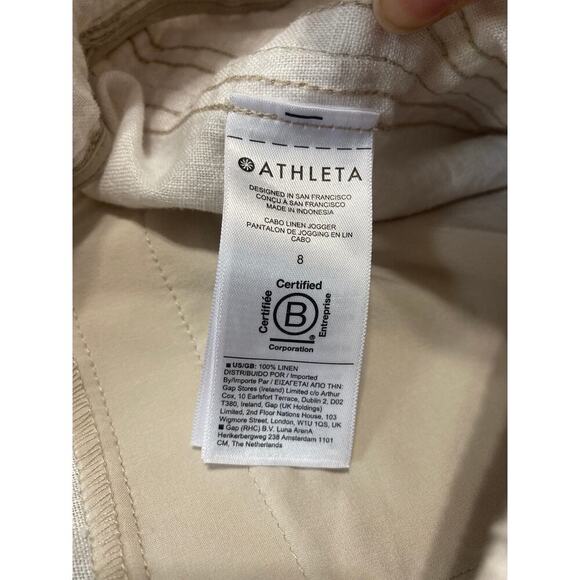 ATHLETA
DESIGNED IN SAN FRANCISCO
CONÇU À SAN FRANCISCO
MADE IN INDONESIA
CABO LINEN JOGGER
PANTALON DE JOGGING EN LIN
CABO
8
Certified
Certifiée
B
®
Entreprise
Corporation
■ US/GB: 100% LINEN
DISTRIBUIDO POR / Imported
By/Importe Par / ΕΙΣΑΓΕΤΑΙ ΑΠΟ ΤΗΝ:
Gap Stores (Ireland) Limited c/o Arthur
Cox, 10 Earlsfort Terrace, Dublin 2, D02
T380, Ireland, Gap (UK Holdings)
Limited, 2nd Floor Nations House, 103
Wigmore Street, London, W1U 1QS, UK
■ Gap (RHC) B.V. Luna ArenA
Herikerbergweg 238 Amsterdam 1101
CM, The Netherlands